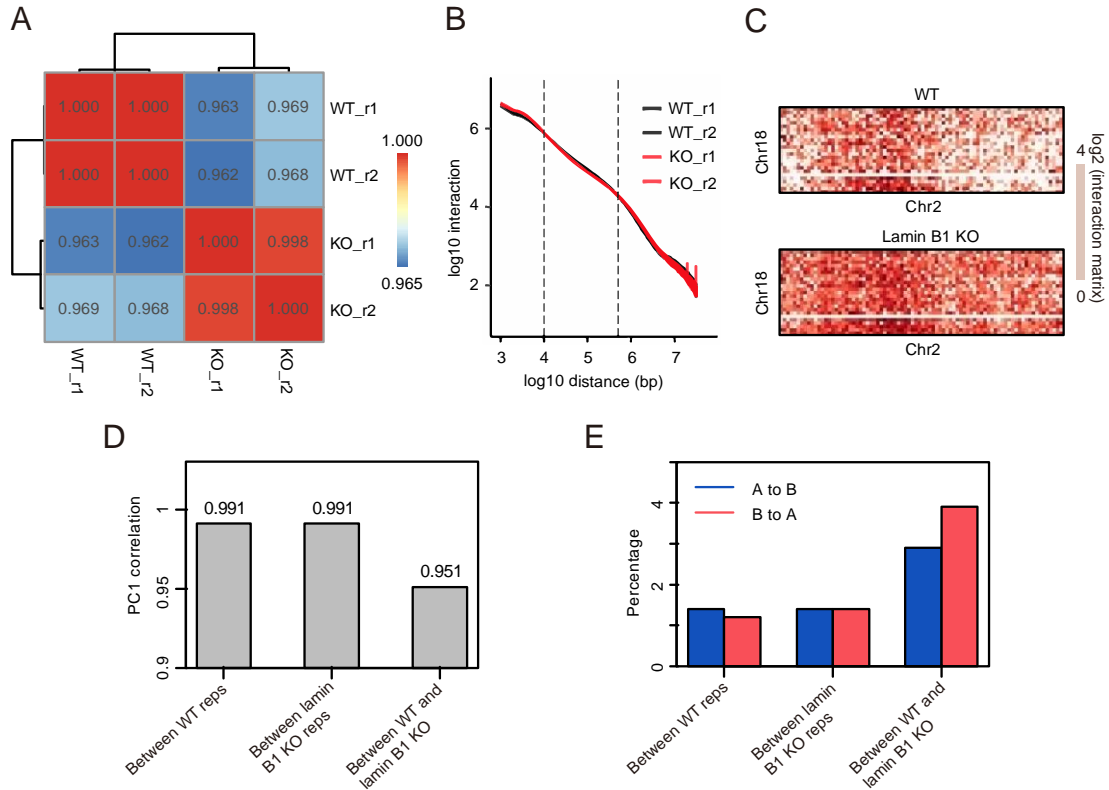 A
1.000 1.000 0.963 0.969 WT_r1
1.000 1.000 0.962 0.968 WT_r2
0.963 0.962 1.000 0.998 KO_r1
0.969 0.968 0.998 1.000 KO_r2
WT_r1 WT_r2 KO_r1 KO_r2
1.000
0.965
B
WT_r1
WT_r2
KO_r1
KO_r2
log10 interaction
6
4
2
3 4 5 6 7
log10 distance (bp)
C
WT
Chr18
Chr2
Lamin B1 KO
Chr18
Chr2
4
0
log2 (interaction matrix)
D
PC1 correlation
1
0.95
0.9
0.991
0.991
0.951
Between WT reps
Between lamin
B1 KO reps
Between WT and
lamin B1 KO
E
A to B
B to A
Percentage
4
2
0
Between WT reps
Between lamin
B1 KO reps
Between WT and
lamin B1 KO